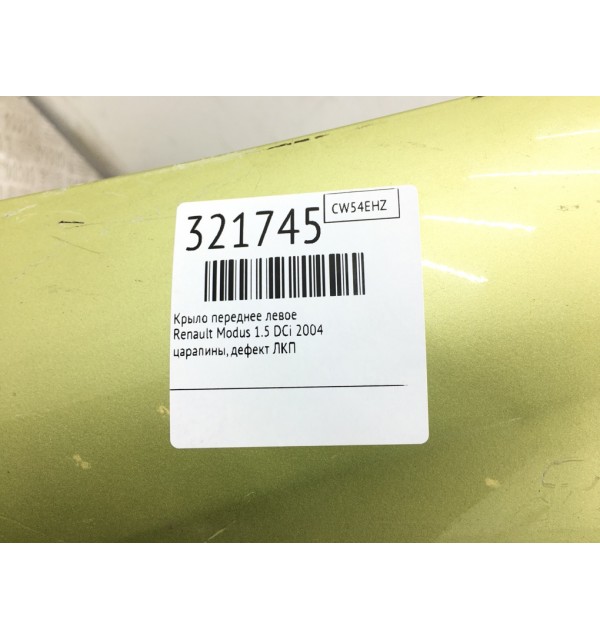 321745
CW54EHZ
Крыло переднее левое
Renault Modus 1.5 DCi 2004
царапины, дефект ЛКП